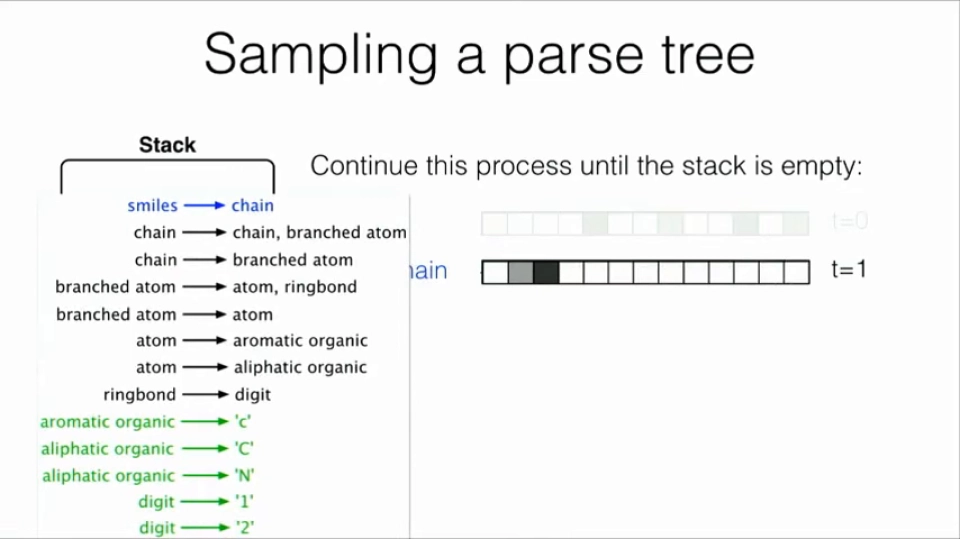 Sampling a parse tree
Stack
Continue this process until the stack is empty:
smiles → chain
chain → chain, branched atom
chain → branched atom
branched atom → atom, ringbond
branched atom → atom
atom → aromatic organic
atom → aliphatic organic
ringbond → digit
aromatic organic → 'c'
aliphatic organic → 'C'
aliphatic organic → 'N'
digit → '1'
digit → '2'
t=0
hain t=1